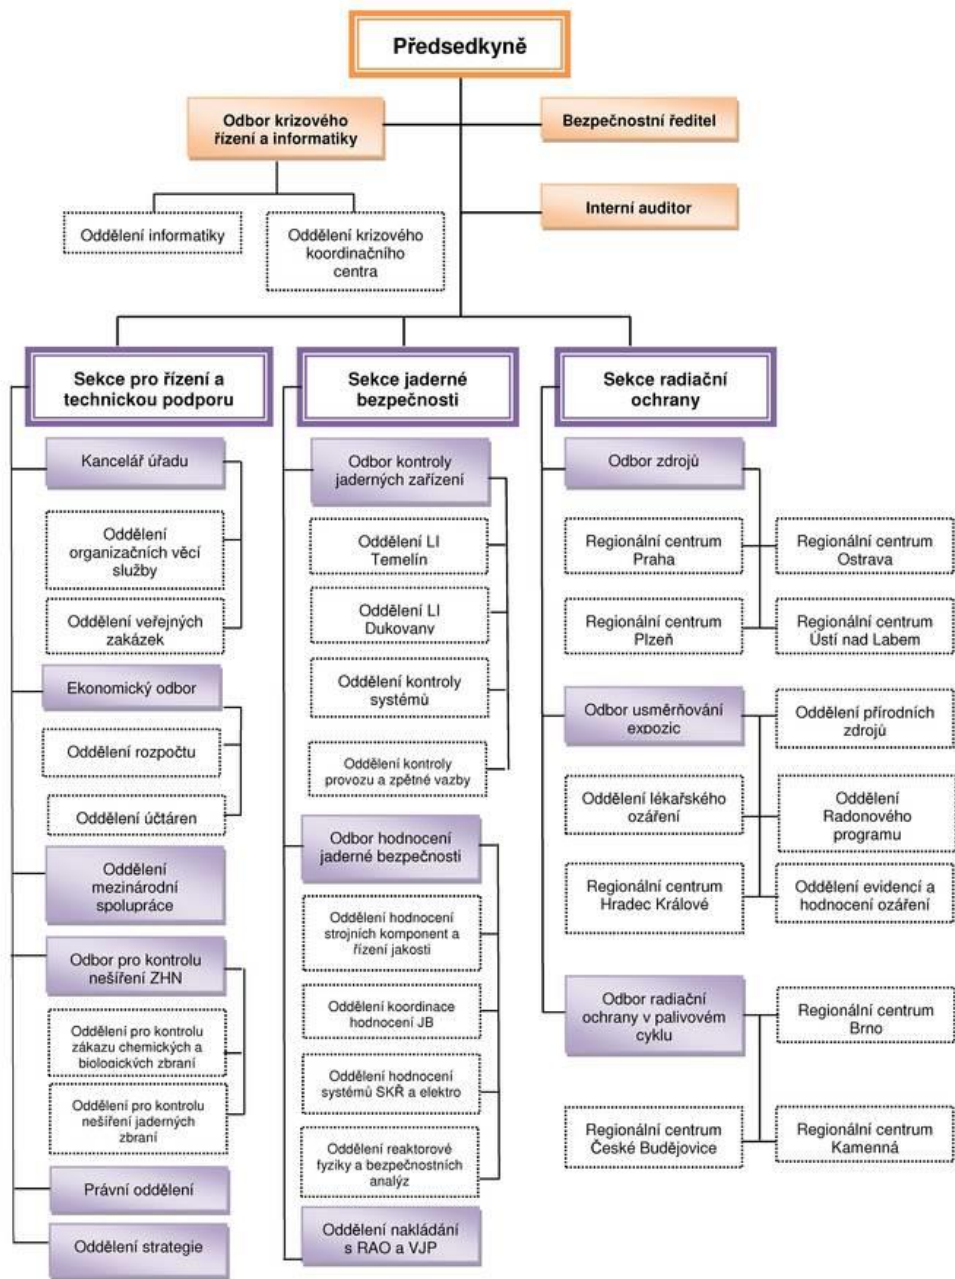 Předsedkyně
Odbor krizového
řízení a informatiky
Bezpečnostní ředitel
Interní auditor
Oddělení informatiky
Oddělení krizového
koordinačního
centra
Sekce pro řízení a
technickou podporu
Kancelář úřadu
Oddělení
organizačních věcí
služby
Oddělení veřejných
zakázek
Ekonomický odbor
Oddělení rozpočtu
Oddělení účtáren
Oddělení
mezinárodní
spolupráce
Odbor pro kontrolu
nešíření ZHN
Oddělení pro kontrolu
zákazu chemických a
biologických zbraní
Oddělení pro kontrolu
nešíření jaderných
zbraní
Právní oddělení
Oddělení strategie
Sekce jaderné
bezpečnosti
Odbor kontroly
jaderných zařízení
Oddělení LI
Temelín
Oddělení LI
Dukovany
Oddělení kontroly
systémů
Oddělení kontroly
provozu a zpětné vazby
Odbor hodnocení
jaderné bezpečnosti
Oddělení hodnocení
strojních komponent a
řízení jakosti
Oddělení koordinace
hodnocení JB
Oddělení hodnocení
systémů SKŘ a elektro
Oddělení reaktorové
fyziky a bezpečnostních
analýz
Oddělení nakládání
s RAO a VJP
Sekce radiační
ochrany
Odbor zdrojů
Regionální centrum
Praha
Regionální centrum
Ostrava
Regionální centrum
Plzeň
Regionální centrum
Ústí nad Labem
Odbor usměrňování
expozic
Oddělení přírodních
zdrojů
Oddělení lékařského
ozáření
Oddělení
Radonového
programu
Regionální centrum
Hradec Králové
Oddělení evidencí a
hodnocení ozáření
Odbor radiační
ochrany v palivovém
cyklu
Regionální centrum
Brno
Regionální centrum
České Budějovice
Regionální centrum
Kamenná